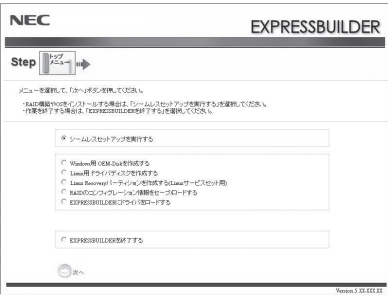 NEC
EXPRESSBUILDER
Step トップメニュー
メニューを選択して、「次へ」ボタンを押してください。
・RAID構築やOSをインストールする場合は、「シームレスセットアップを実行する」を選択してください。
・作業を終了する場合は、「EXPRESSBUILDERを終了する」を選択してください。
シームレスセットアップを実行する
Windows用 OEM-Diskを作成する
Linux用 ドライバディスクを作成する
Linux Recoveryパーティションを作成する(Linuxサービスセット用)
RAIDのコンフィグレーション情報をセーブ/ロードする
EXPRESSBUILDERにドライバをロードする
EXPRESSBUILDERを終了する
次へ
Version 5.XX-XXX.XX